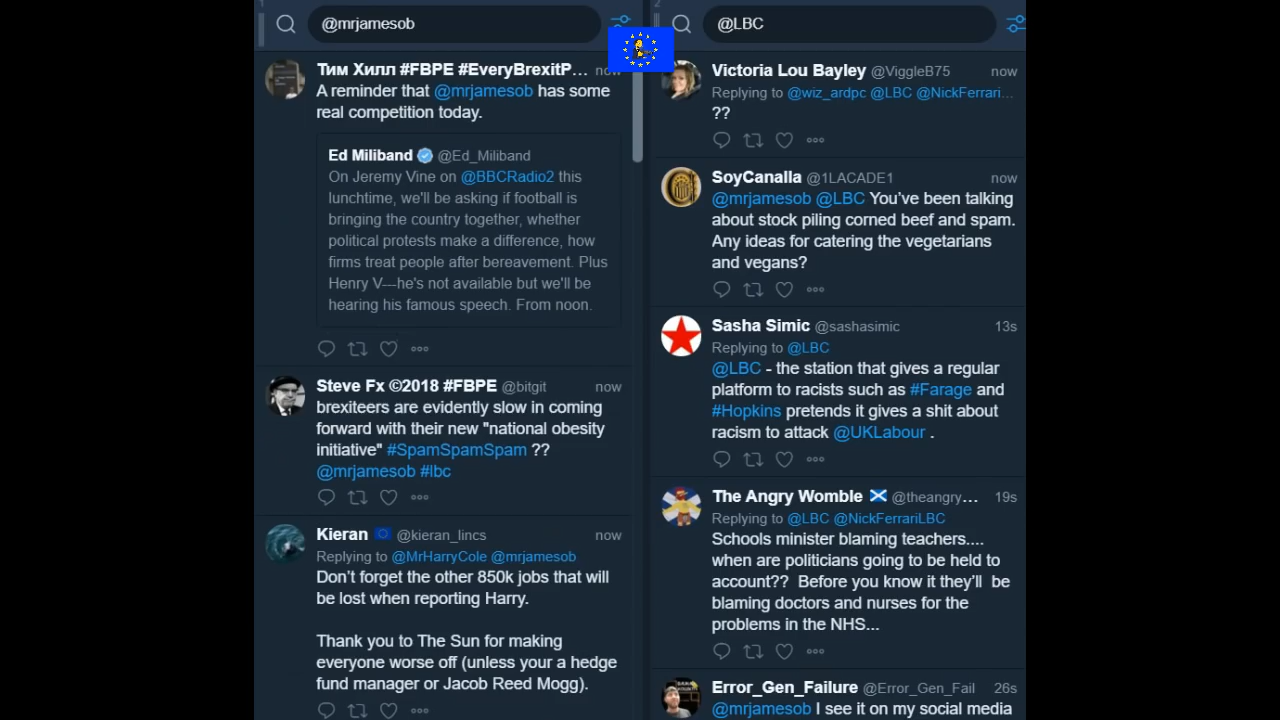 1
@mrjamesob
Тим Хилл #FBPE #EveryBrexitP... now
A reminder that @mrjamesob has some
real competition today.
Ed Miliband @Ed_Miliband
On Jeremy Vine on @BBCRadio2 this
lunchtime, we'll be asking if football is
bringing the country together, whether
political protests make a difference, how
firms treat people after bereavement. Plus
Henry V---he's not available but we'll be
hearing his famous speech. From noon.
Steve Fx ©2018 #FBPE @bitgit now
brexiteers are evidently slow in coming
forward with their new "national obesity
initiative" #SpamSpamSpam ??
@mrjamesob #lbc
Kieran @kieran_lincs now
Replying to @MrHarryCole @mrjamesob
Don't forget the other 850k jobs that will
be lost when reporting Harry.
Thank you to The Sun for making
everyone worse off (unless your a hedge
fund manager or Jacob Reed Mogg).
2
@LBC
Victoria Lou Bayley @ViggleB75 now
Replying to @wiz_ardpc @LBC @NickFerrari...
??
SoyCanalla @1LACADE1 now
@mrjamesob @LBC You've been talking
about stock piling corned beef and spam.
Any ideas for catering the vegetarians
and vegans?
Sasha Simic @sashasimic 13s
Replying to @LBC
@LBC - the station that gives a regular
platform to racists such as #Farage and
#Hopkins pretends it gives a shit about
racism to attack @UKLabour .
The Angry Womble @theangry... 19s
Replying to @LBC @NickFerrariLBC
Schools minister blaming teachers....
when are politicians going to be held to
account?? Before you know it they'll be
blaming doctors and nurses for the
problems in the NHS...
Error_Gen_Failure @Error_Gen_Fail 26s
@mrjamesob I see it on my social media